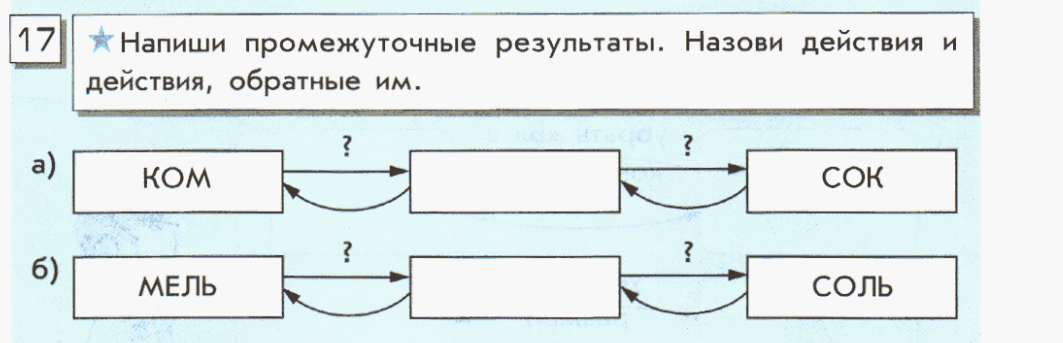 17 Напиши промежуточные результаты. Назови действия и
действия, обратные им.
а) КОМ ? ? СОК
б) МЕЛЬ ? ? СОЛЬ